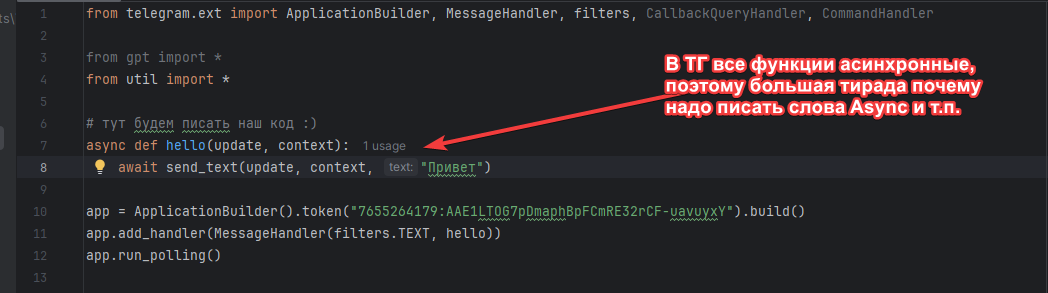 ts\
1 from telegram.ext import ApplicationBuilder, MessageHandler, filters, CallbackQueryHandler, CommandHandler
2
3 from gpt import *
4 from util import *
5
6 # тут будем писать наш код :)
7 async def hello(update, context): 1 usage
8 await send_text(update, context, text: "Привет")
9
10 app = ApplicationBuilder().token("7655264179:AAE1LTOG7pDmaphBpFCmRE32rCF-uavuyxY").build()
11 app.add_handler(MessageHandler(filters.TEXT, hello))
12 app.run_polling()
13
В ТГ все функции асинхронные,
поэтому большая тирада почему
надо писать слова Async и т.п.